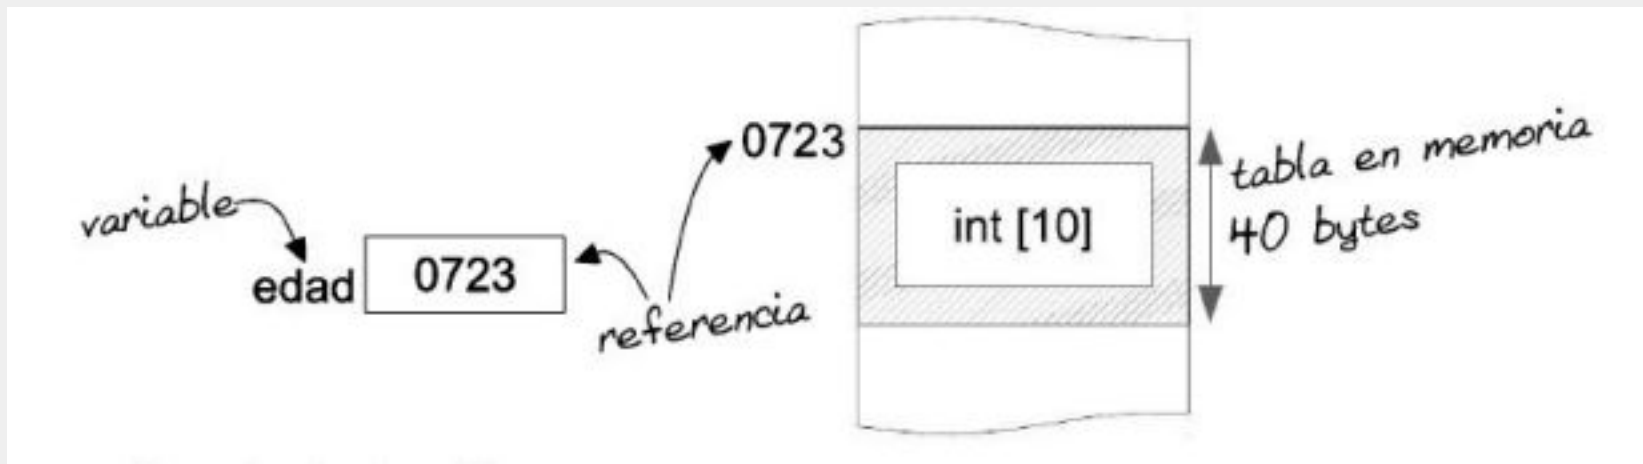 variable
edad
0723
referencia
0723
int [10]
tabla en memoria
40 bytes